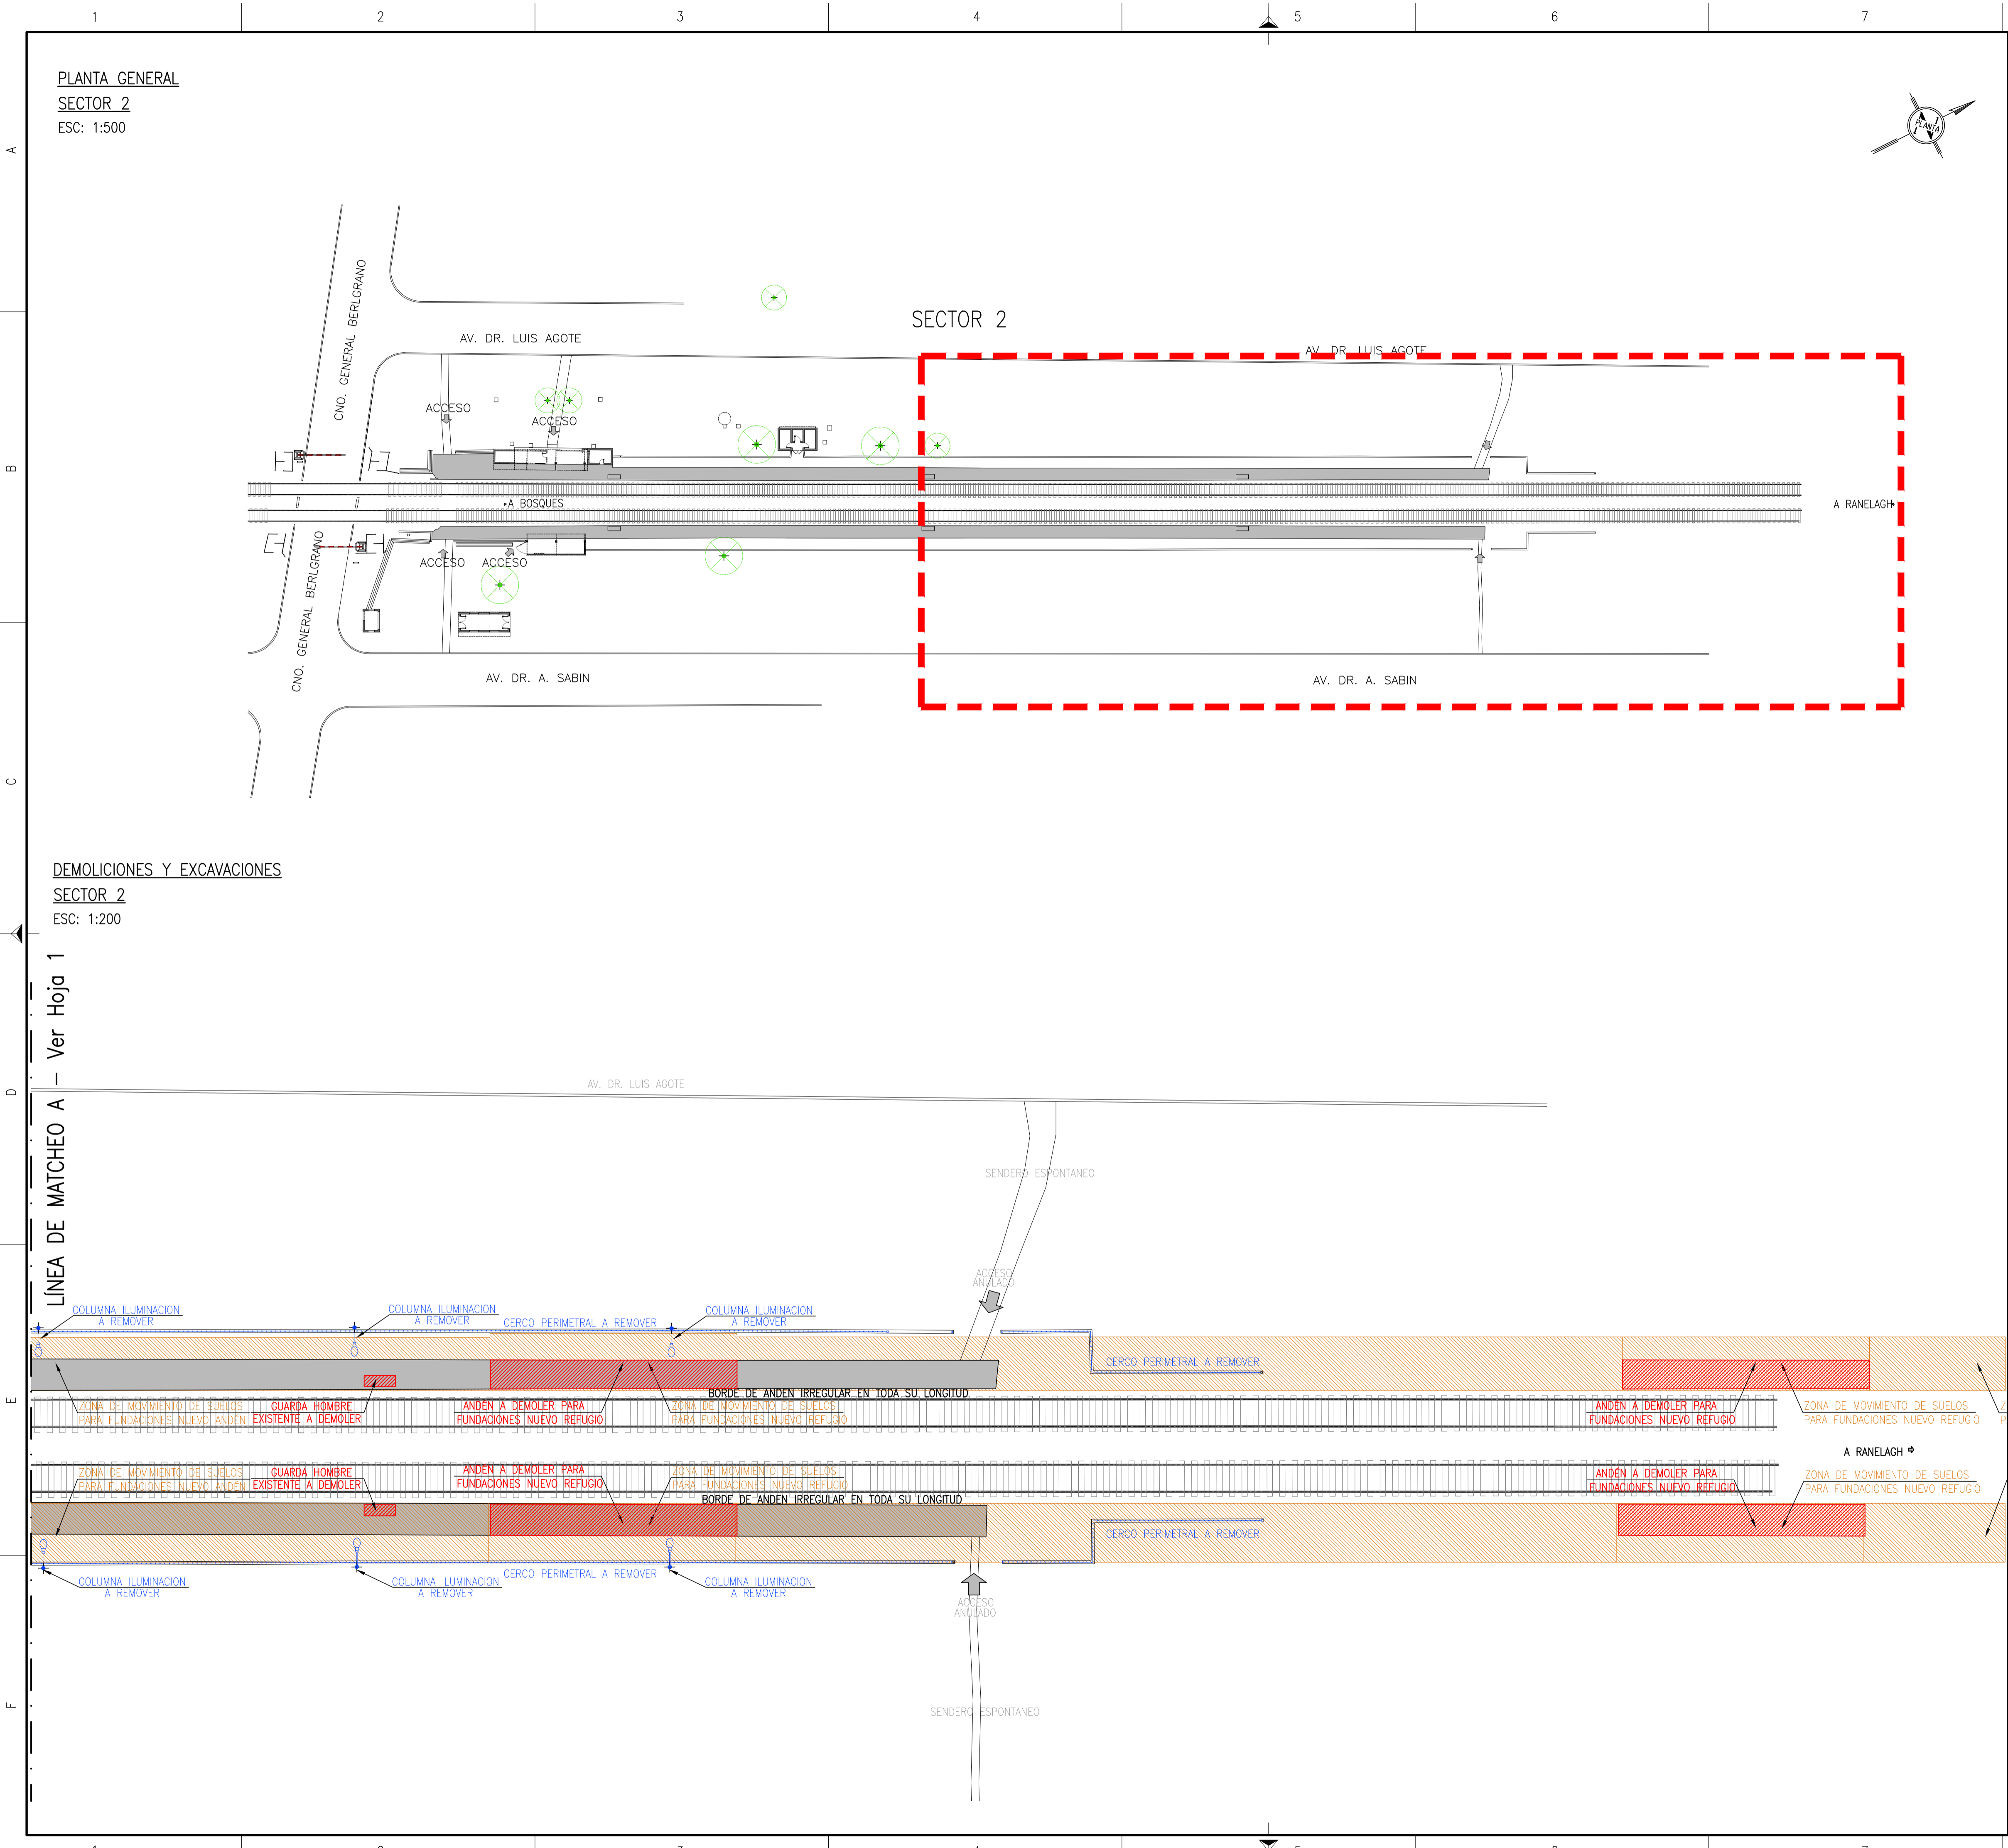 1 2 3 4 5 6 7
PLANTA GENERAL
SECTOR 2
ESC: 1:500
PLANTA
A
CNO. GENERAL BERLGRANO
SECTOR 2
AV. DR. LUIS AGOTE
AV. DR. LUIS AGOTE
ACCESO
ACCESO
B
A BOSQUES
A RANELAGH
ACCESO ACCESO
CNO. GENERAL BERLGRANO
AV. DR. A. SABIN
AV. DR. A. SABIN
C
DEMOLICIONES Y EXCAVACIONES
SECTOR 2
ESC: 1:200
LÍNEA DE MATCHEO A - Ver Hoja 1
D
AV. DR. LUIS AGOTE
SENDERO ESPONTANEO
ACCESO
ANULADO
COLUMNA ILUMINACION
A REMOVER
COLUMNA ILUMINACION
A REMOVER
CERCO PERIMETRAL A REMOVER
COLUMNA ILUMINACION
A REMOVER
CERCO PERIMETRAL A REMOVER
E
BORDE DE ANDEN IRREGULAR EN TODA SU LONGITUD
ZONA DE MOVIMIENTO DE SUELOS
PARA FUNDACIONES NUEVO ANDÉN
GUARDA HOMBRE
EXISTENTE A DEMOLER
ANDÉN A DEMOLER PARA
FUNDACIONES NUEVO REFUGIO
ZONA DE MOVIMIENTO DE SUELOS
PARA FUNDACIONES NUEVO REFUGIO
ANDÉN A DEMOLER PARA
FUNDACIONES NUEVO REFUGIO
ZONA DE MOVIMIENTO DE SUELOS
PARA FUNDACIONES NUEVO REFUGIO
Z
P
A RANELAGH
ZONA DE MOVIMIENTO DE SUELOS
PARA FUNDACIONES NUEVO ANDÉN
GUARDA HOMBRE
EXISTENTE A DEMOLER
ANDÉN A DEMOLER PARA
FUNDACIONES NUEVO REFUGIO
ZONA DE MOVIMIENTO DE SUELOS
PARA FUNDACIONES NUEVO REFUGIO
ANDÉN A DEMOLER PARA
FUNDACIONES NUEVO REFUGIO
ZONA DE MOVIMIENTO DE SUELOS
PARA FUNDACIONES NUEVO REFUGIO
BORDE DE ANDEN IRREGULAR EN TODA SU LONGITUD
CERCO PERIMETRAL A REMOVER
COLUMNA ILUMINACION
A REMOVER
COLUMNA ILUMINACION
A REMOVER
CERCO PERIMETRAL A REMOVER
COLUMNA ILUMINACION
A REMOVER
ACCESO
ANULADO
F
SENDERO ESPONTANEO